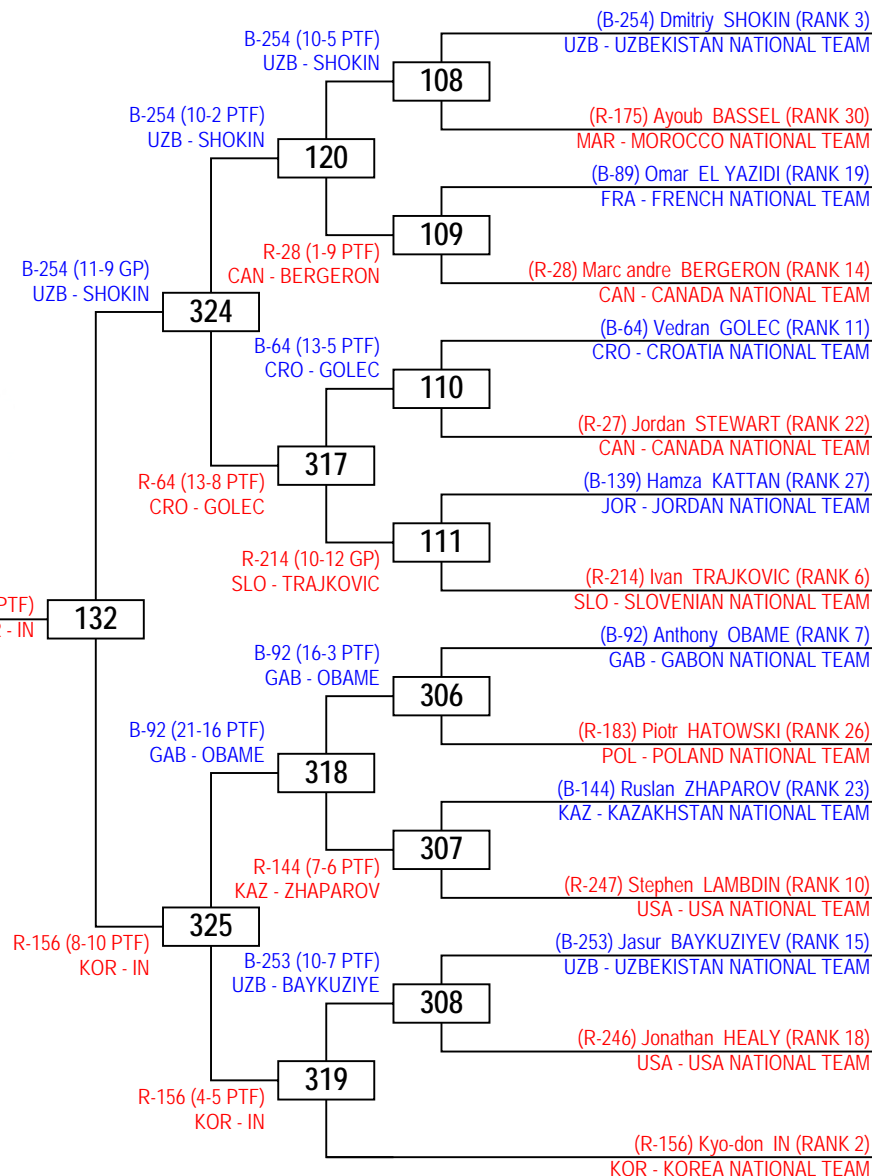 (B-254) Dmitriy SHOKIN (RANK 3)
UZB - UZBEKISTAN NATIONAL TEAM
B-254 (10-5 PTF)
UZB - SHOKIN
108
(R-175) Ayoub BASSEL (RANK 30)
MAR - MOROCCO NATIONAL TEAM
B-254 (10-2 PTF)
UZB - SHOKIN
120
(B-89) Omar EL YAZIDI (RANK 19)
FRA - FRENCH NATIONAL TEAM
109
R-28 (1-9 PTF)
CAN - BERGERON
(R-28) Marc andre BERGERON (RANK 14)
CAN - CANADA NATIONAL TEAM
B-254 (11-9 GP)
UZB - SHOKIN
324
(B-64) Vedran GOLEC (RANK 11)
CRO - CROATIA NATIONAL TEAM
B-64 (13-5 PTF)
CRO - GOLEC
110
(R-27) Jordan STEWART (RANK 22)
CAN - CANADA NATIONAL TEAM
317
R-64 (13-8 PTF)
CRO - GOLEC
(B-139) Hamza KATTAN (RANK 27)
JOR - JORDAN NATIONAL TEAM
111
R-214 (10-12 GP)
SLO - TRAJKOVIC
(R-214) Ivan TRAJKOVIC (RANK 6)
SLO - SLOVENIAN NATIONAL TEAM
PTF)
- IN
132
(B-92) Anthony OBAME (RANK 7)
GAB - GABON NATIONAL TEAM
B-92 (16-3 PTF)
GAB - OBAME
306
(R-183) Piotr HATOWSKI (RANK 26)
POL - POLAND NATIONAL TEAM
B-92 (21-16 PTF)
GAB - OBAME
318
(B-144) Ruslan ZHAPAROV (RANK 23)
KAZ - KAZAKHSTAN NATIONAL TEAM
307
R-144 (7-6 PTF)
KAZ - ZHAPAROV
(R-247) Stephen LAMBDIN (RANK 10)
USA - USA NATIONAL TEAM
325
R-156 (8-10 PTF)
KOR - IN
(B-253) Jasur BAYKUZIYEV (RANK 15)
UZB - UZBEKISTAN NATIONAL TEAM
B-253 (10-7 PTF)
UZB - BAYKUZIYE
308
(R-246) Jonathan HEALY (RANK 18)
USA - USA NATIONAL TEAM
319
R-156 (4-5 PTF)
KOR - IN
(R-156) Kyo-don IN (RANK 2)
KOR - KOREA NATIONAL TEAM